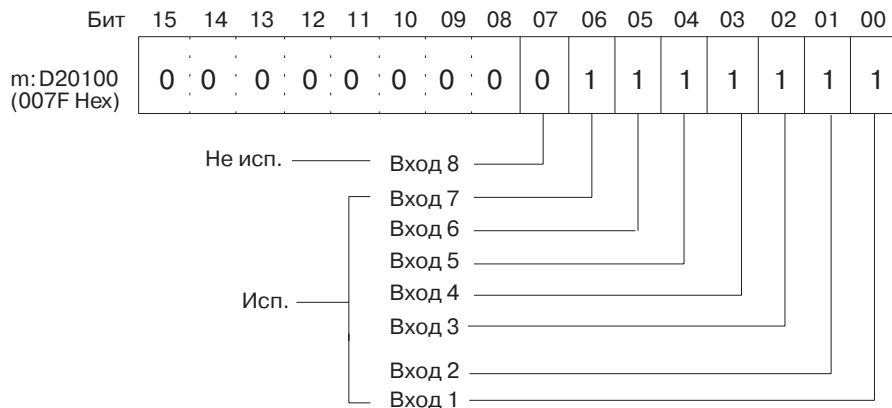 Бит 15 14 13 12 11 10 09 08 07 06 05 04 03 02 01 00
m: D20100 0 0 0 0 0 0 0 0 0 1 1 1 1 1 1 1
(007F Hex)
Не исп. Вход 8
Вход 7
Вход 6
Вход 5
Вход 4
Исп.
Вход 3
Вход 2
Вход 1